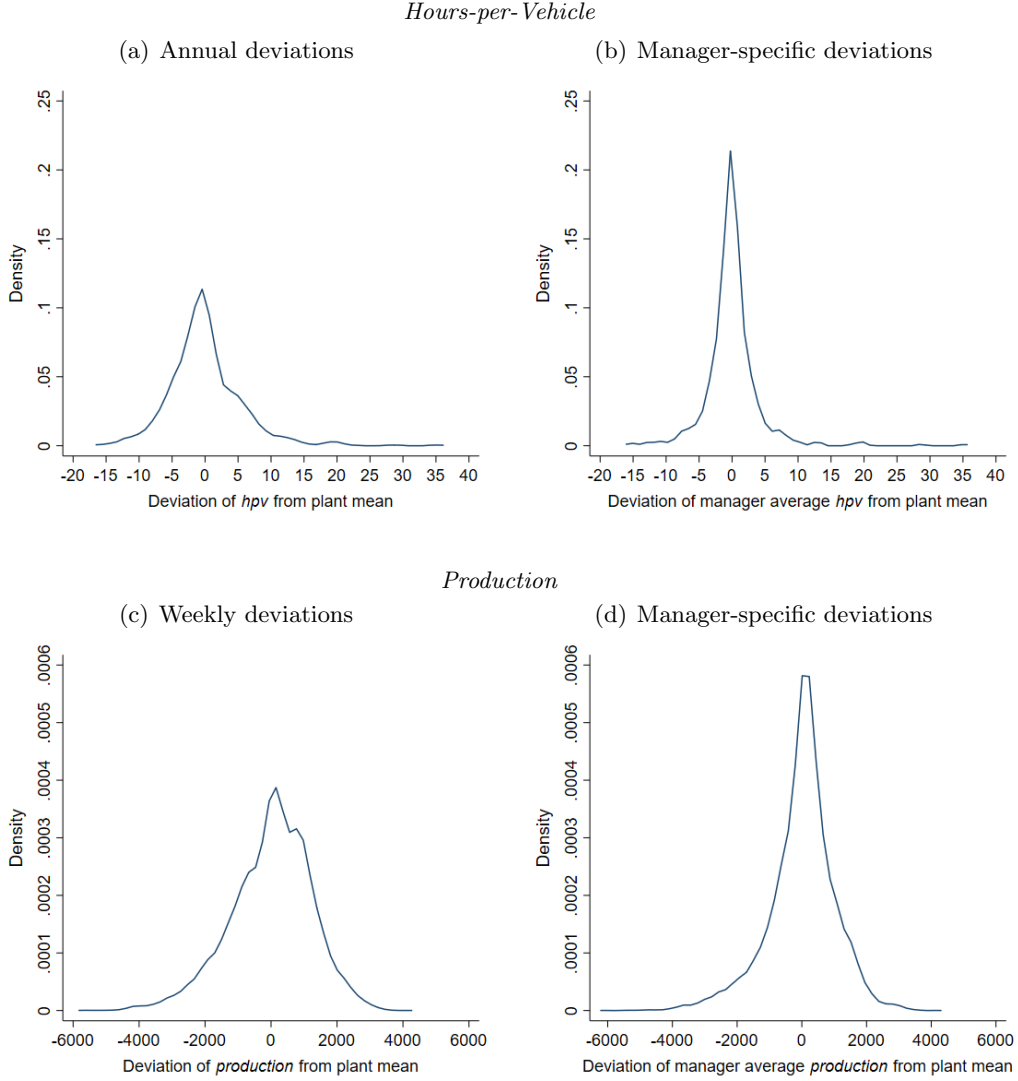 Hours-per-Vehicle
(a) Annual deviations
(b) Manager-specific deviations
Density
0 .05 .1 .15 .2 .25
-20 -15 -10 -5 0 5 10 15 20 25 30 35 40
Deviation of hpv from plant mean
Density
0 .05 .1 .15 .2 .25
-20 -15 -10 -5 0 5 10 15 20 25 30 35 40
Deviation of manager average hpv from plant mean
Production
(c) Weekly deviations
(d) Manager-specific deviations
Density
0 .0001 .0002 .0003 .0004 .0005 .0006
-6000 -4000 -2000 0 2000 4000 6000
Deviation of production from plant mean
Density
0 .0001 .0002 .0003 .0004 .0005 .0006
-6000 -4000 -2000 0 2000 4000 6000
Deviation of manager average production from plant mean